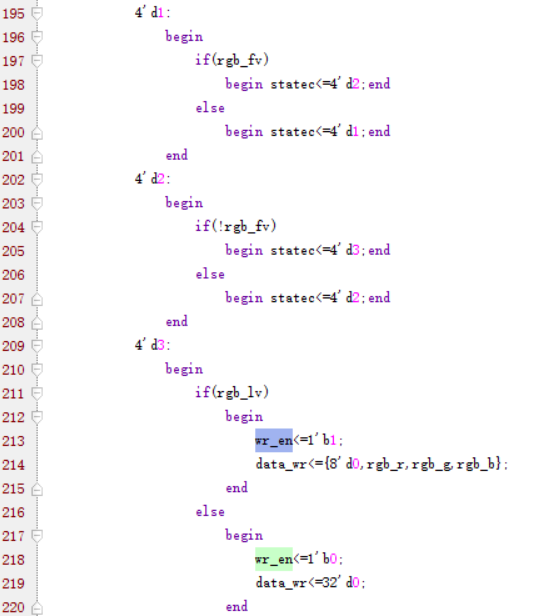 195 4'd1:
196 begin
197 if(rgb_fv)
198 begin statec<=4'd2;end
199 else
200 begin statec<=4'd1;end
201 end
202 4'd2:
203 begin
204 if(!rgb_fv)
205 begin statec<=4'd3;end
206 else
207 begin statec<=4'd2;end
208 end
209 4'd3:
210 begin
211 if(rgb_lv)
212 begin
213 wr_en<=1'b1;
214 data_wr<={8'd0,rgb_r,rgb_g,rgb_b};
215 end
216 else
217 begin
218 wr_en<=1'b0;
219 data_wr<=32'd0;
220 end